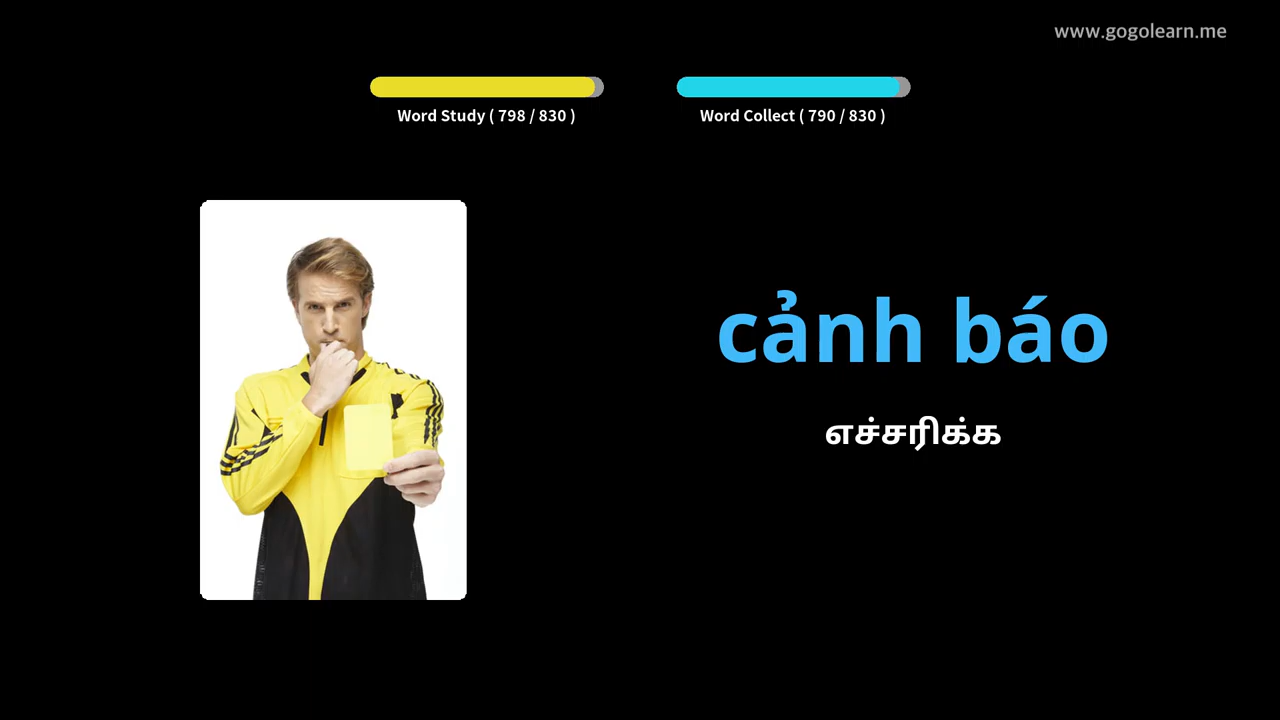 www.gogolearn.me
Word Study ( 798 / 830 )
Word Collect ( 790 / 830 )
cảnh báo
எச்சரிக்க